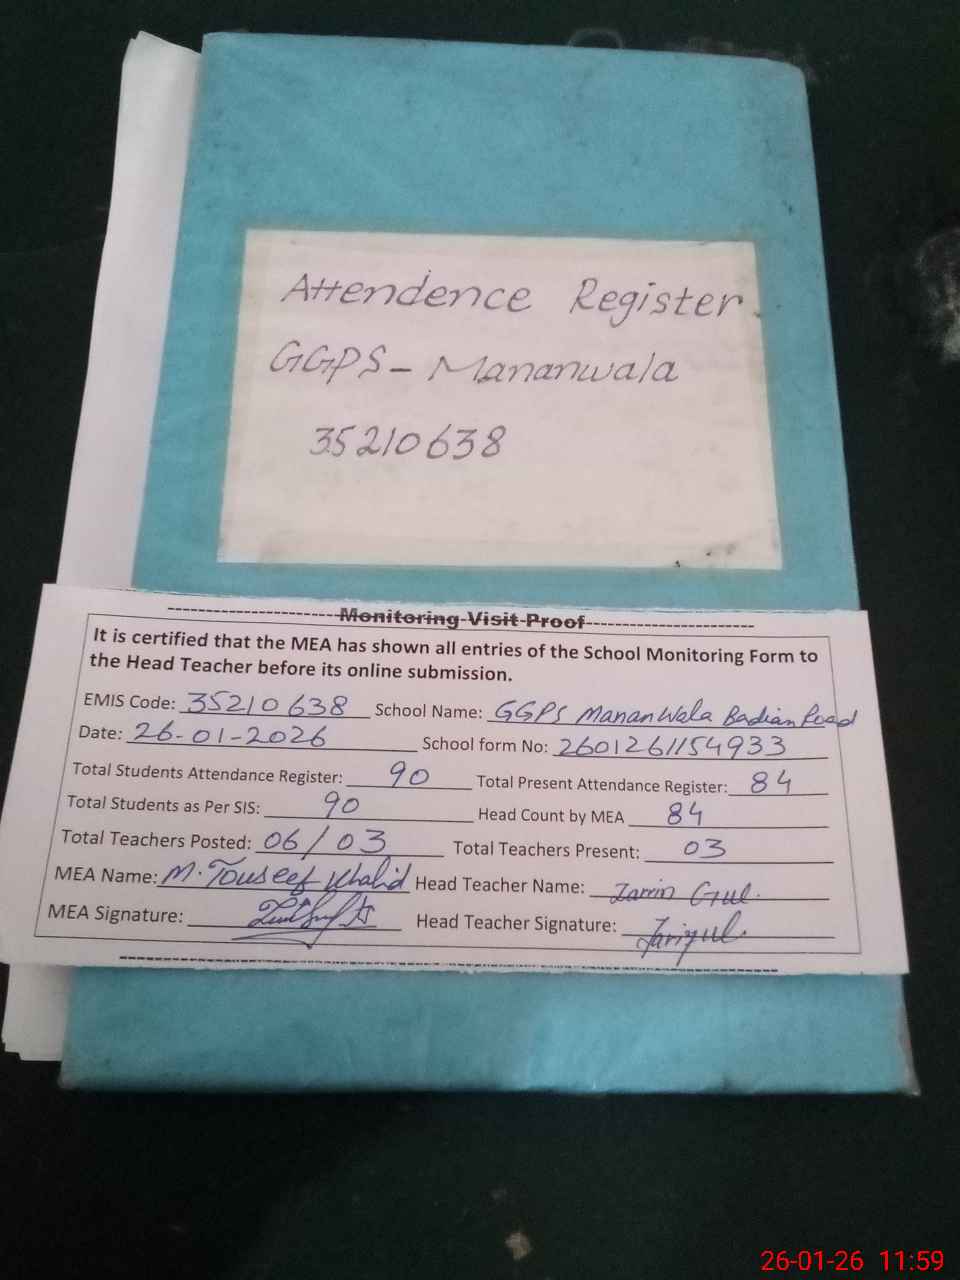 Attendence Register
GGPS - Mananwala
35210638
Monitoring Visit Proof
It is certified that the MEA has shown all entries of the School Monitoring Form to
the Head Teacher before its online submission.
EMIS Code: 35210638 School Name: GGPS MananWala Badian Road
Date: 26-01-2026 School form No: 2601261154933
Total Students Attendance Register: 90 Total Present Attendance Register: 84
Total Students as Per SIS: 90 Head Count by MEA 84
Total Teachers Posted: 06/03 Total Teachers Present: 03
MEA Name: M. Touseef Khalid Head Teacher Name: Zarrin Gul.
MEA Signature: Head Teacher Signature:
26-01-26 11:59